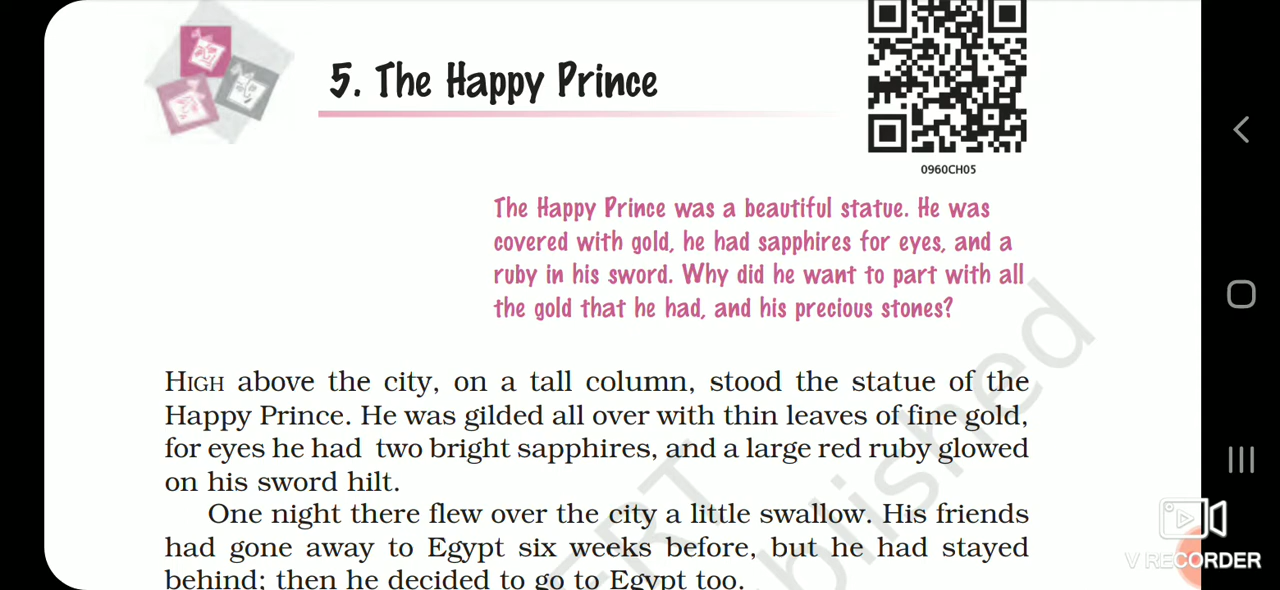 5. The Happy Prince
0960CH05
The Happy Prince was a beautiful statue. He was
covered with gold, he had sapphires for eyes, and a
ruby in his sword. Why did he want to part with all
the gold that he had, and his precious stones?
HIGH above the city, on a tall column, stood the statue of the
Happy Prince. He was gilded all over with thin leaves of fine gold,
for eyes he had two bright sapphires, and a large red ruby glowed
on his sword hilt.
One night there flew over the city a little swallow. His friends
had gone away to Egypt six weeks before, but he had stayed
behind; then he decided to go to Egypt too.
V RECORDER